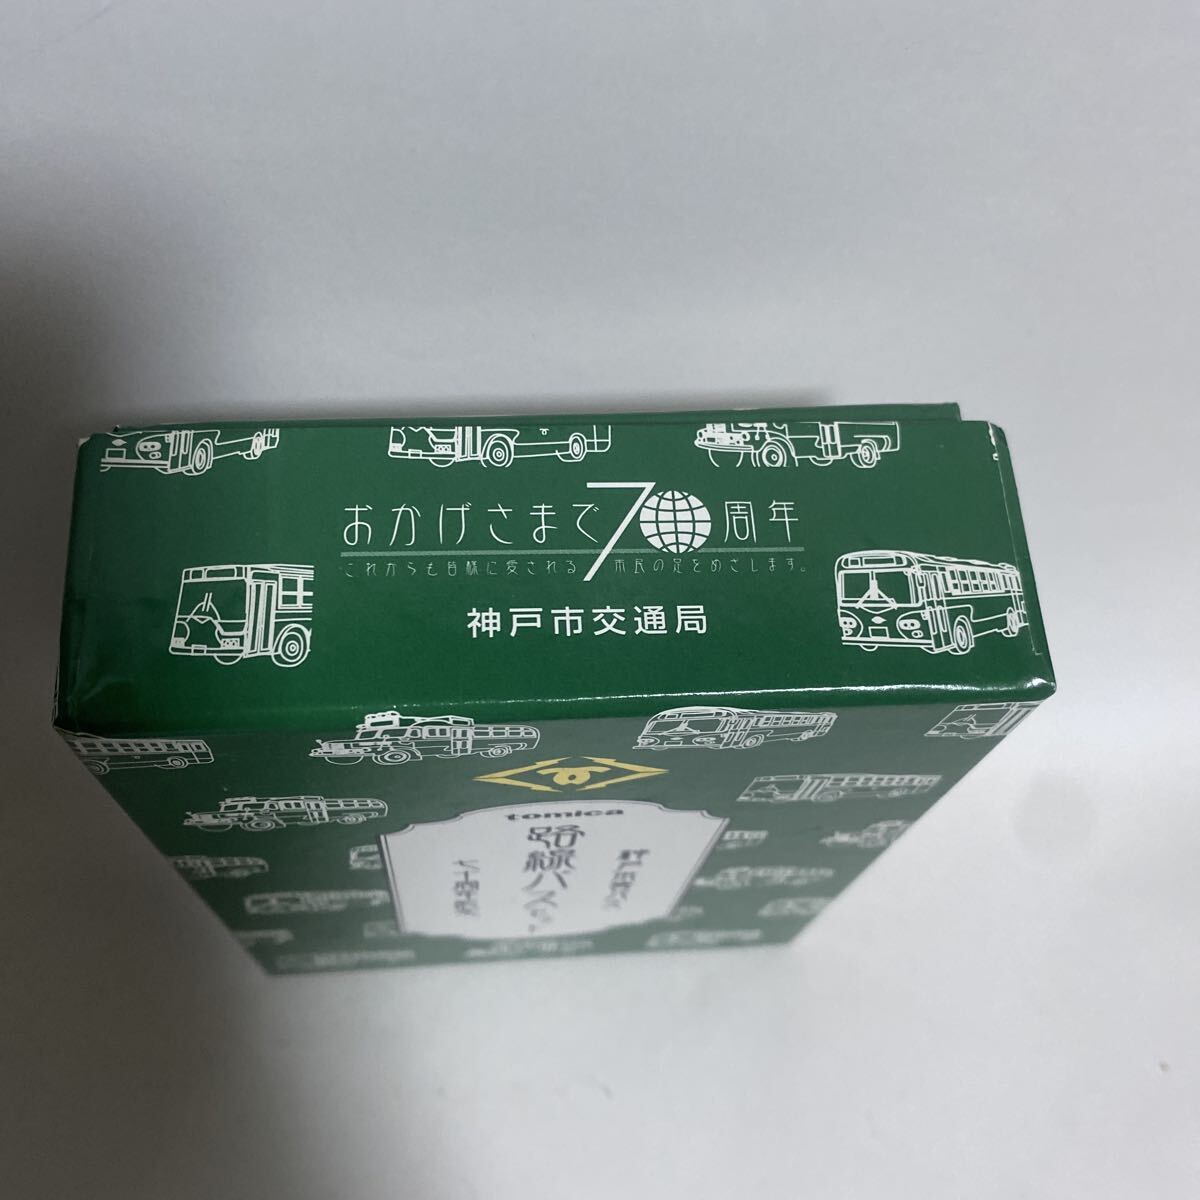 おかげさまで70周年
これからも皆様に愛される市民の足をめざします。
神戸市交通局
tomica
路線バス